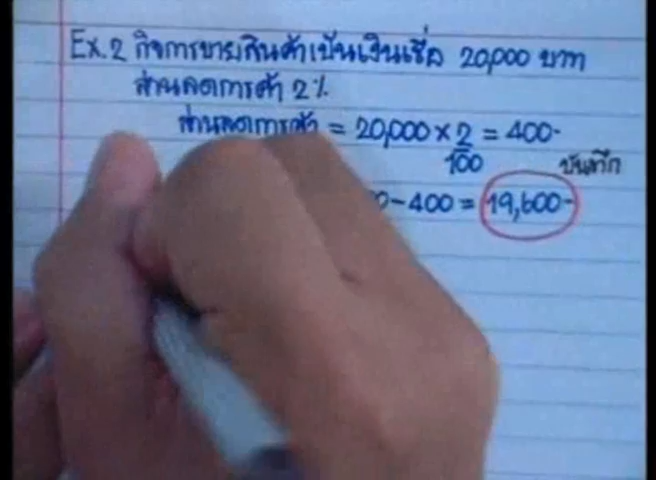 Ex.2 กิจการขายสินค้าเป็นเงินเชื่อ 20,000 บาท
ส่วนลดการค้า 2%
ส่วนลดการค้า = 20,000 × 2/100 = 400-
บันทึก
0-400 = 19,600-